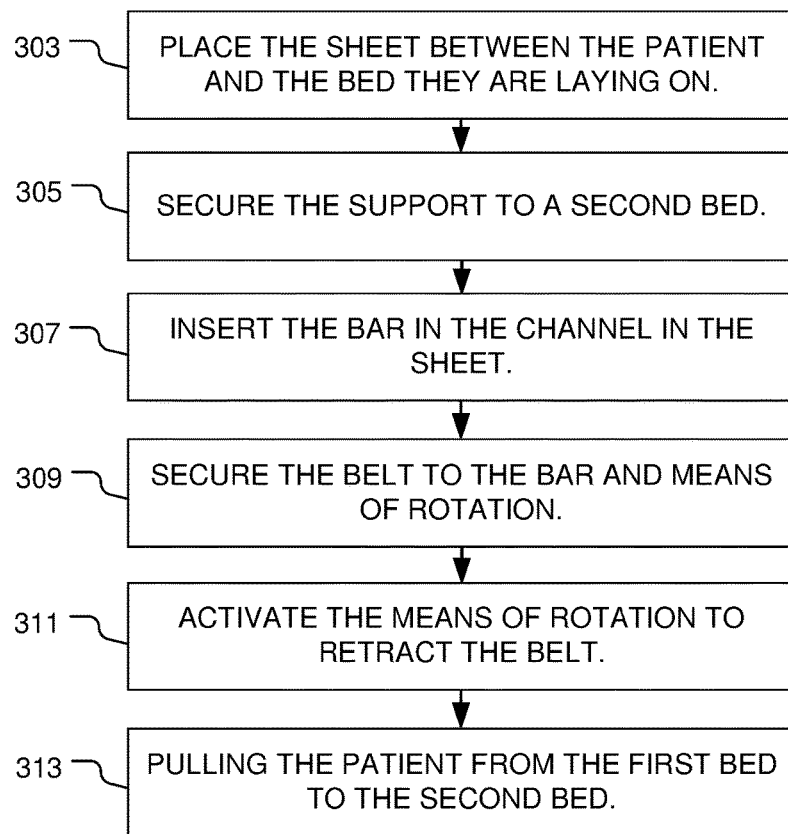 303
PLACE THE SHEET BETWEEN THE PATIENT
AND THE BED THEY ARE LAYING ON.
305
SECURE THE SUPPORT TO A SECOND BED.
307
INSERT THE BAR IN THE CHANNEL IN THE
SHEET.
309
SECURE THE BELT TO THE BAR AND MEANS
OF ROTATION.
311
ACTIVATE THE MEANS OF ROTATION TO
RETRACT THE BELT.
313
PULLING THE PATIENT FROM THE FIRST BED
TO THE SECOND BED.